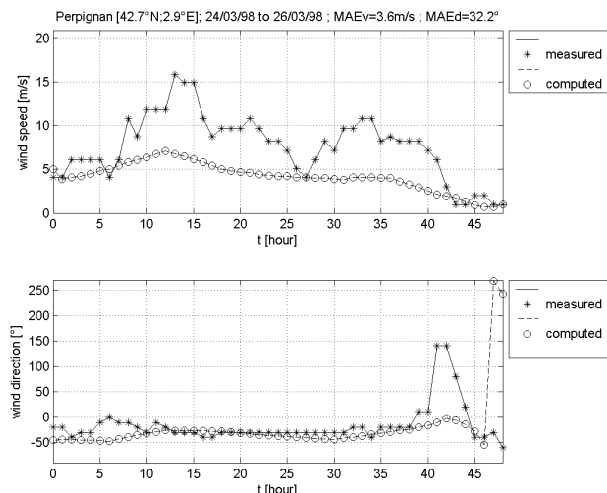 Perpignan [42.7°N;2.9°E]; 24/03/98 to 26/03/98 ; MAEv=3.6m/s ; MAEd=32.2°
20
15
10
5
0
wind speed [m/s]
0 5 10 15 20 25 30 35 40 45
t [hour]
measured
computed
250
200
150
100
50
0
-50
wind direction [°]
0 5 10 15 20 25 30 35 40 45
t [hour]
measured
computed